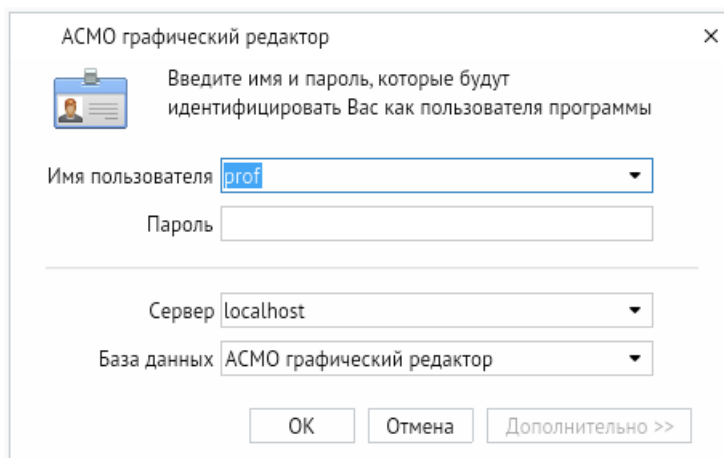 АСМО графический редактор
Введите имя и пароль, которые будут
идентифицировать Вас как пользователя программы
Имя пользователя prof
Пароль
Сервер localhost
База данных АСМО графический редактор
ОК Отмена Дополнительно >>